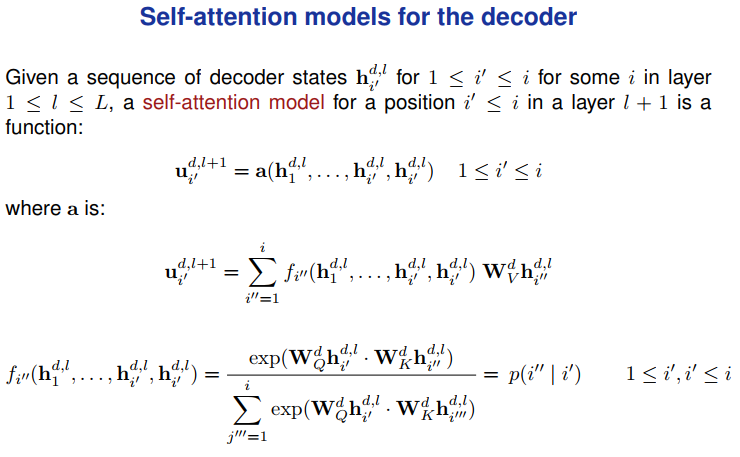 Self-attention models for the decoder
Given a sequence of decoder states $\mathbf{h}_{i'}^{d,l}$ for $1 \leq i' \leq i$ for some $i$ in layer
$1 \leq l \leq L$, a self-attention model for a position $i' \leq i$ in a layer $l+1$ is a
function:
$\mathbf{u}_{i'}^{d,l+1} = \mathbf{a}(\mathbf{h}_1^{d,l}, \ldots, \mathbf{h}_{i'}^{d,l}, \mathbf{h}_{i'}^{d,l}) \quad 1 \leq i' \leq i$
where $\mathbf{a}$ is:
$\mathbf{u}_{i'}^{d,l+1} = \sum_{i''=1}^{i} f_{i''}(\mathbf{h}_1^{d,l}, \ldots, \mathbf{h}_{i'}^{d,l}, \mathbf{h}_{i'}^{d,l}) \; \mathbf{W}_V^d \mathbf{h}_{i''}^{d,l}$
$f_{i''}(\mathbf{h}_1^{d,l}, \ldots, \mathbf{h}_{i'}^{d,l}, \mathbf{h}_{i'}^{d,l}) = \frac{\exp(\mathbf{W}_Q^d \mathbf{h}_{i'}^{d,l} \cdot \mathbf{W}_K^d \mathbf{h}_{i''}^{d,l})}{\sum_{j'''=1}^{i} \exp(\mathbf{W}_Q^d \mathbf{h}_{i'}^{d,l} \cdot \mathbf{W}_K^d \mathbf{h}_{i'''}^{d,l})} = p(i'' \mid i') \quad 1 \leq i', i' \leq i$